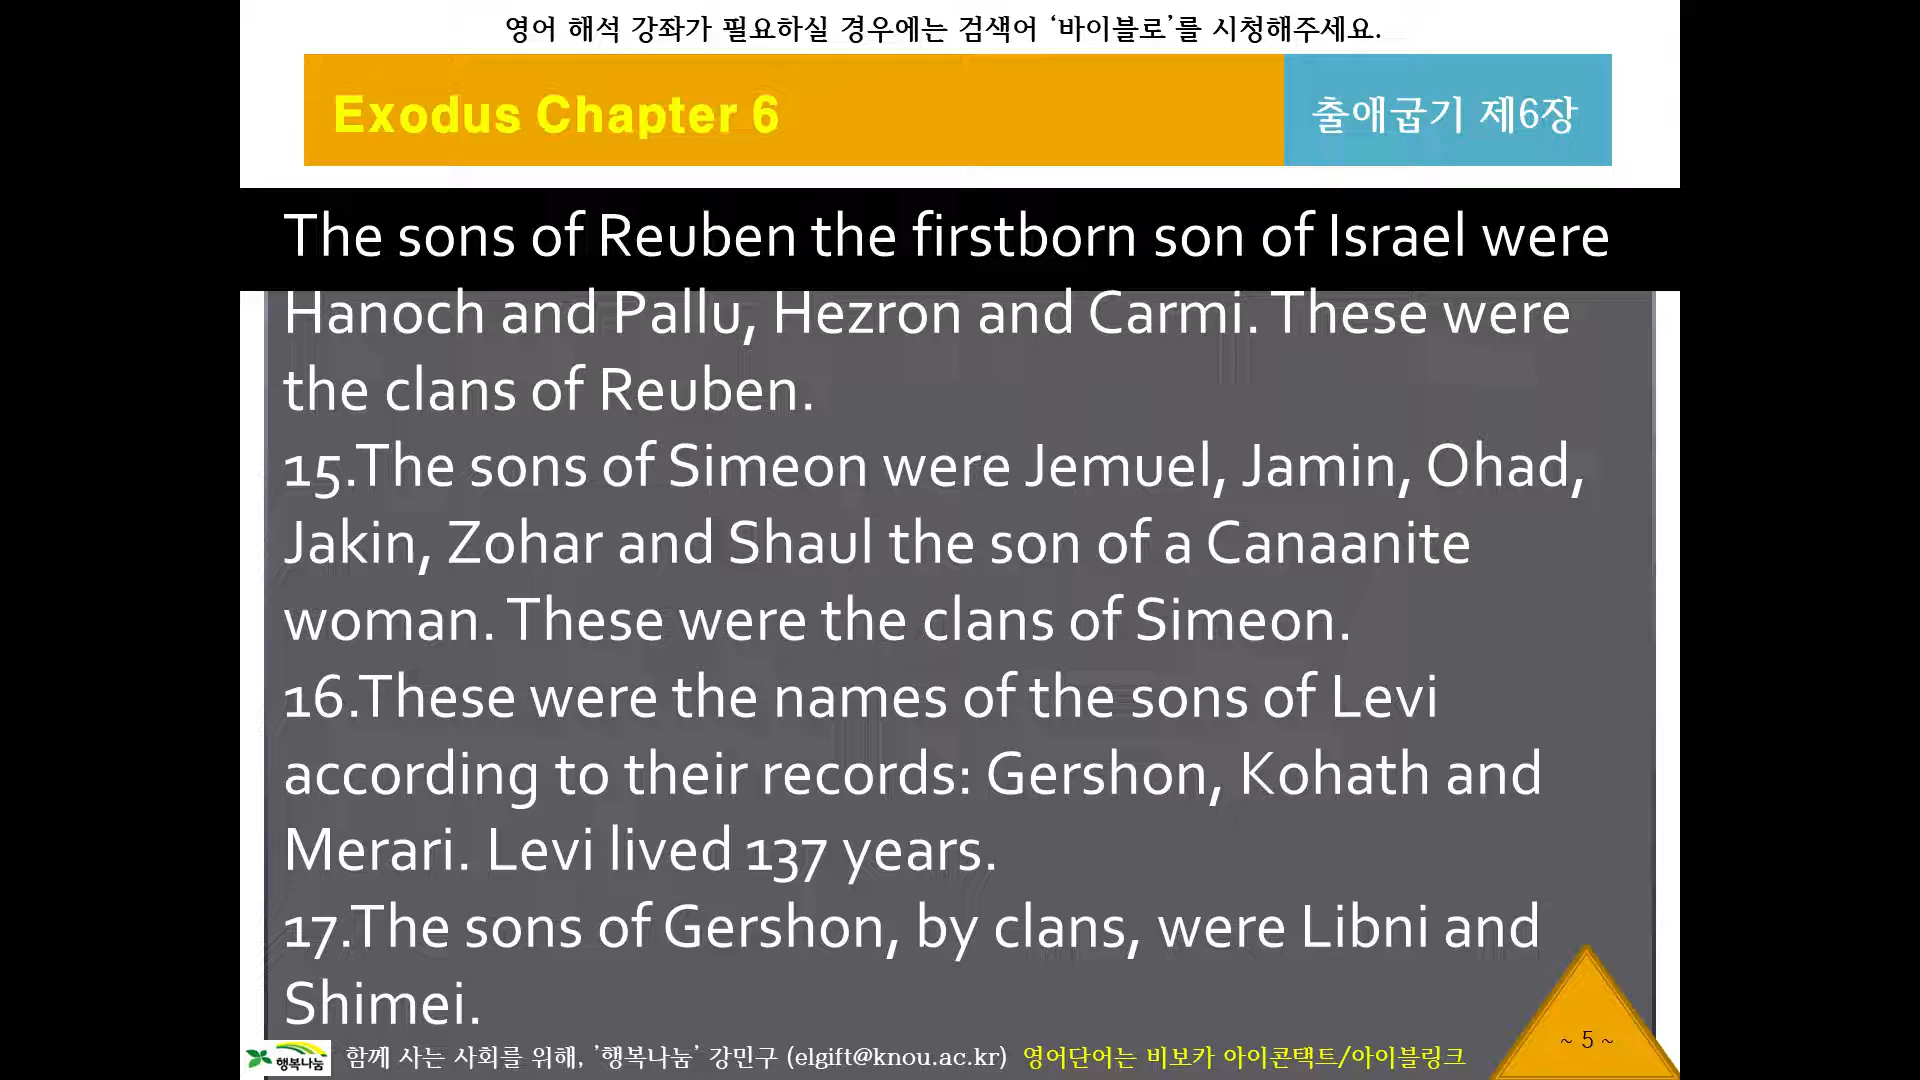 영어 해석 강좌가 필요하실 경우에는 검색어 ‘바이블로’를 시청해주세요.
Exodus Chapter 6
출애굽기 제6장
The sons of Reuben the firstborn son of Israel were
Hanoch and Pallu, Hezron and Carmi. These were
the clans of Reuben.
15.The sons of Simeon were Jemuel, Jamin, Ohad,
Jakin, Zohar and Shaul the son of a Canaanite
woman. These were the clans of Simeon.
16.These were the names of the sons of Levi
according to their records: Gershon, Kohath and
Merari. Levi lived 137 years.
17.The sons of Gershon, by clans, were Libni and
Shimei.
~ 5 ~
행복나눔
함께 사는 사회를 위해, ’행복나눔’ 강민구 (elgift@knou.ac.kr) 영어단어는 비보카 아이콘택트/아이블링크